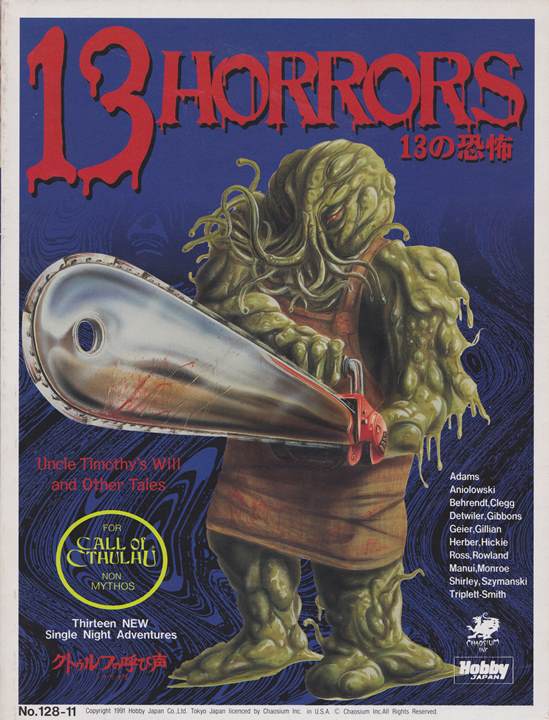 13 HORRORS
13の恐怖
Uncle Timothy's Will
and Other Tales
FOR
CALL of
CTHULHU
NON
MYTHOS
Thirteen NEW
Single Night Adventures
クトゥルフの呼び声
Adams
Aniolowski
Behrendt,Clegg
Detwiler,Gibbons
Geier,Gillian
Herber,Hickie
Ross,Rowland
Manui,Monroe
Shirley,Szymanski
Triplett-Smith
CHAOSIUM
INC
Hobby
JAPAN
No.128-11 Copyright 1991 Hobby Japan Co.,Ltd. Tokyo Japan licenced by Chaosium Inc. in U.S.A. © Chaosium Inc.All Rights Reserved.